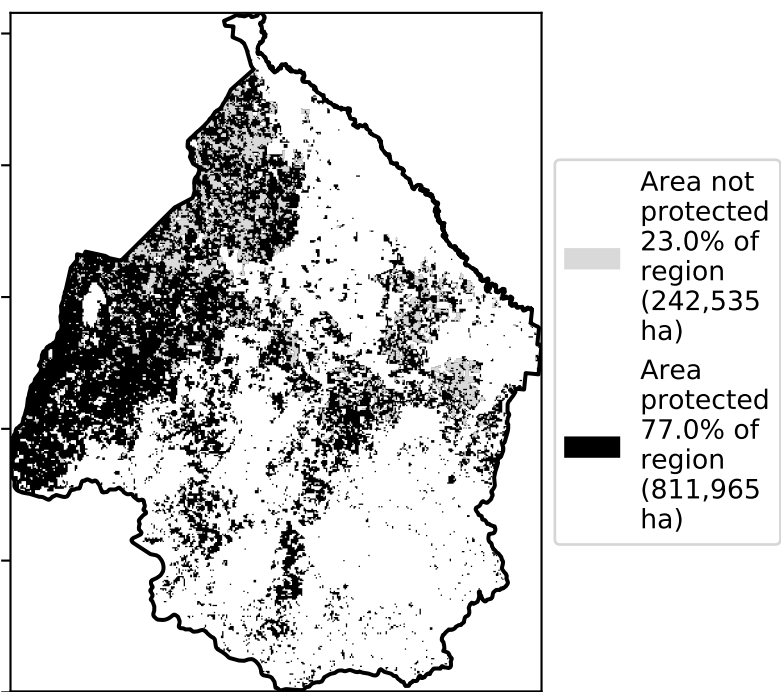 Area not
protected
23.0% of
region
(242,535
ha)
Area
protected
77.0% of
region
(811,965
ha)